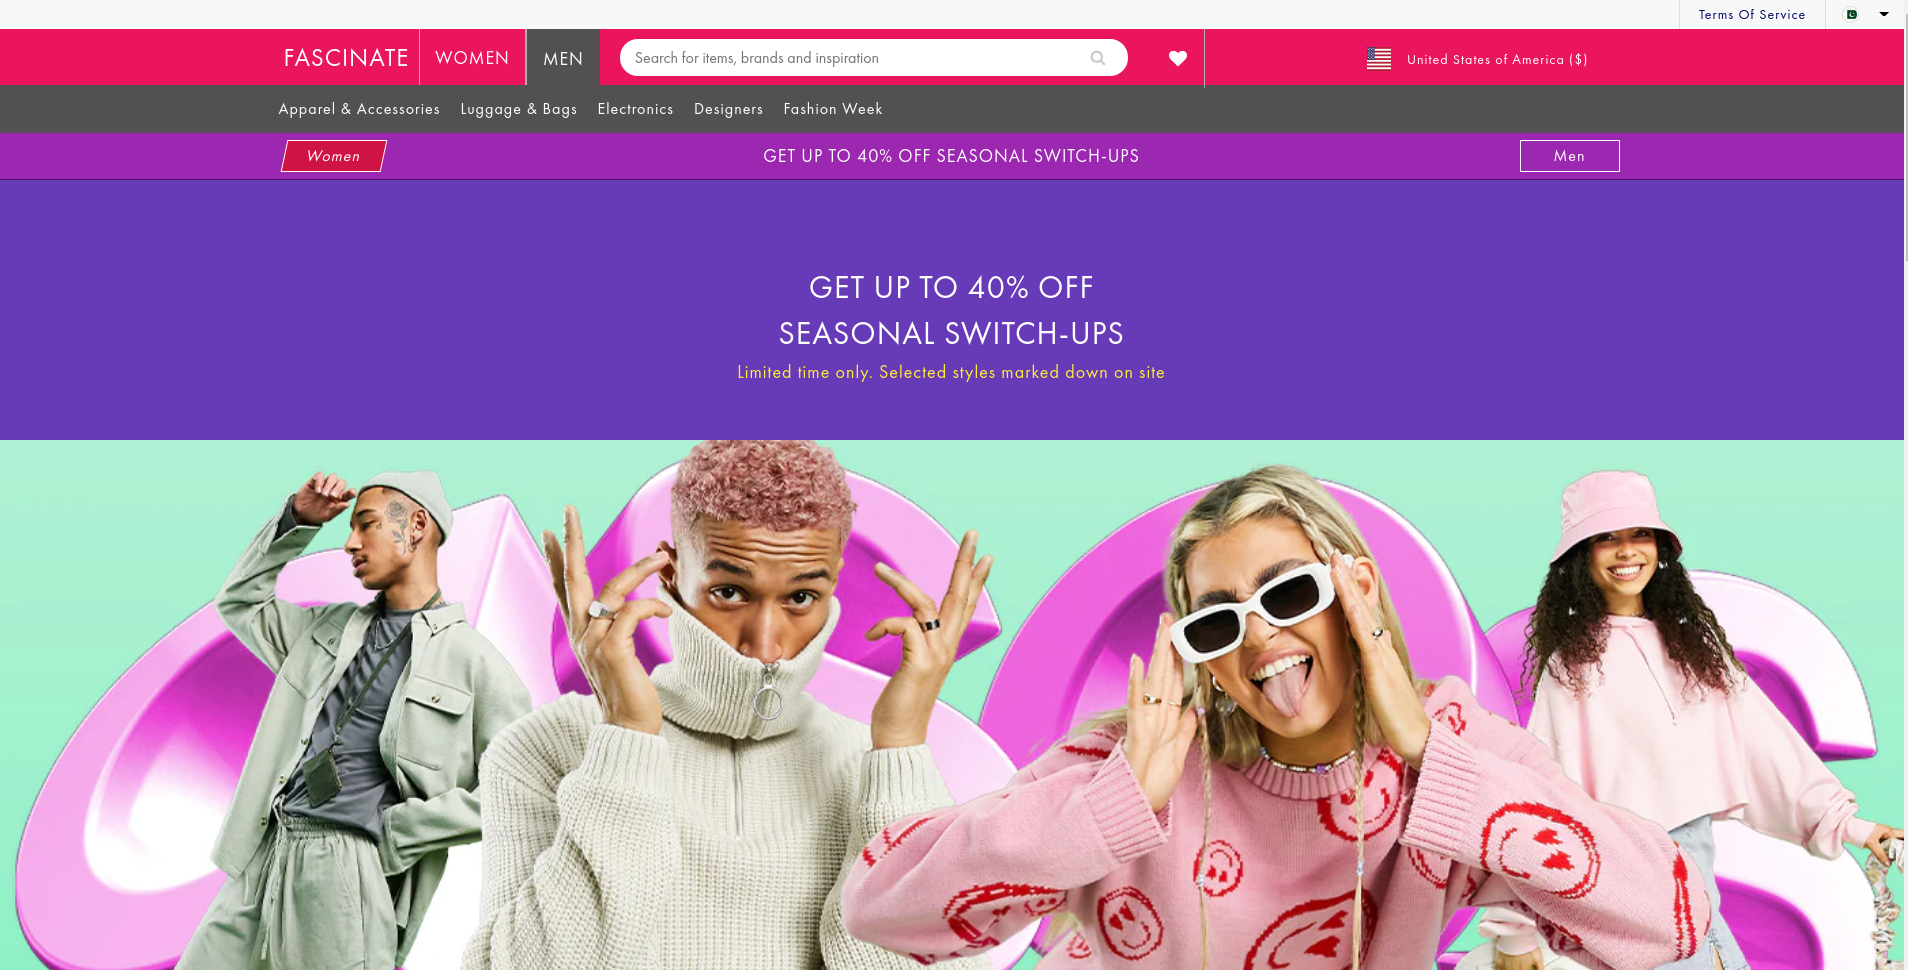 Terms Of Service
FASCINATE
WOMEN
MEN
Search for items, brands and inspiration
United States of America ($)
Apparel & Accessories
Luggage & Bags
Electronics
Designers
Fashion Week
Women
GET UP TO 40% OFF SEASONAL SWITCH-UPS
Men
GET UP TO 40% OFF
SEASONAL SWITCH-UPS
Limited time only. Selected styles marked down on site